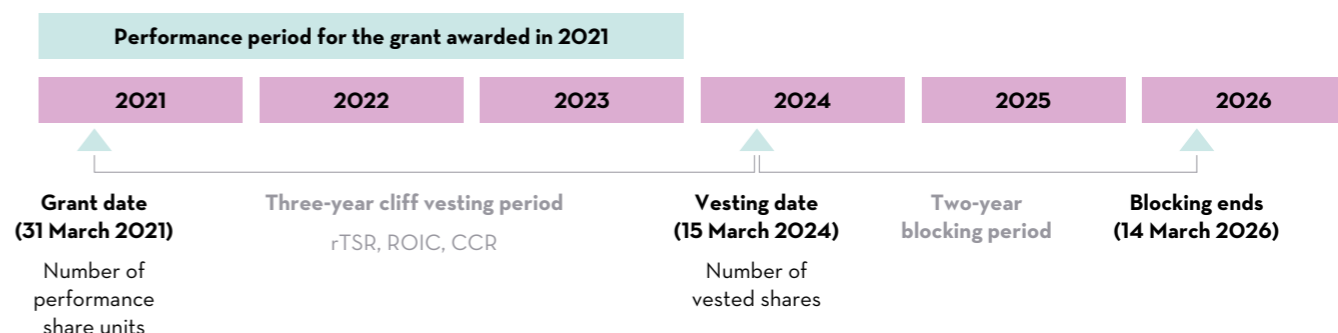 Performance period for the grant awarded in 2021
2021 2022 2023 2024 2025 2026
Grant date
(31 March 2021)
Number of
performance
share units
Three-year cliff vesting period
rTSR, ROIC, CCR
Vesting date
(15 March 2024)
Number of
vested shares
Two-year
blocking period
Blocking ends
(14 March 2026)